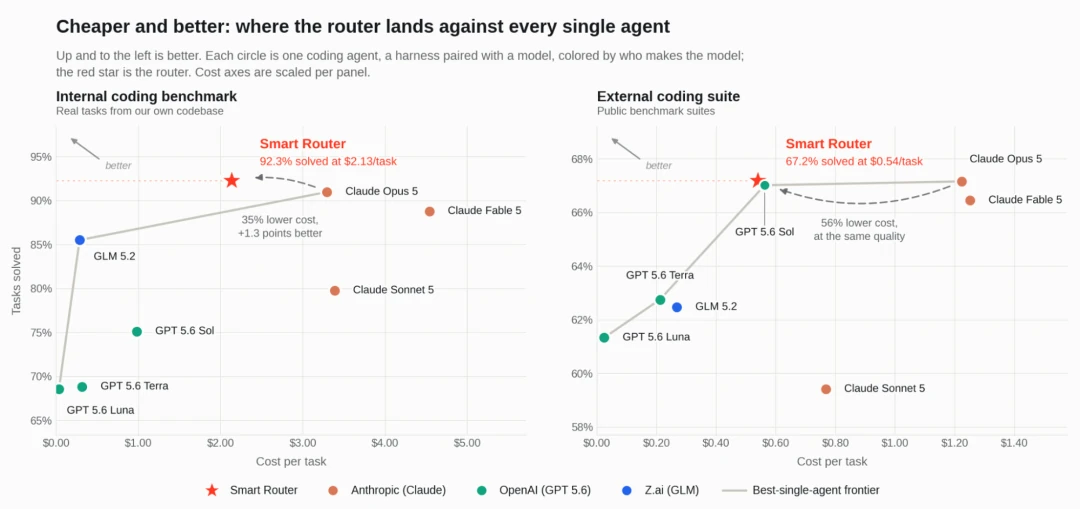 Cheaper and better: where the router lands against every single agent
Up and to the left is better. Each circle is one coding agent, a harness paired with a model, colored by who makes the model;
the red star is the router. Cost axes are scaled per panel.
Internal coding benchmark
Real tasks from our own codebase
better
Smart Router
92.3% solved at $2.13/task
95%
90%
85%
80%
75%
70%
65%
Tasks solved
Claude Opus 5
Claude Fable 5
35% lower cost,
+1.3 points better
GLM 5.2
Claude Sonnet 5
GPT 5.6 Sol
GPT 5.6 Terra
GPT 5.6 Luna
$0.00
$1.00
$2.00
$3.00
$4.00
$5.00
Cost per task
External coding suite
Public benchmark suites
better
Smart Router
67.2% solved at $0.54/task
68%
66%
64%
62%
60%
58%
Claude Opus 5
Claude Fable 5
56% lower cost,
at the same quality
GPT 5.6 Sol
GPT 5.6 Terra
GLM 5.2
GPT 5.6 Luna
Claude Sonnet 5
$0.00
$0.20
$0.40
$0.60
$0.80
$1.00
$1.20
$1.40
Cost per task
Smart Router
Anthropic (Claude)
OpenAI (GPT 5.6)
Z.ai (GLM)
Best-single-agent frontier